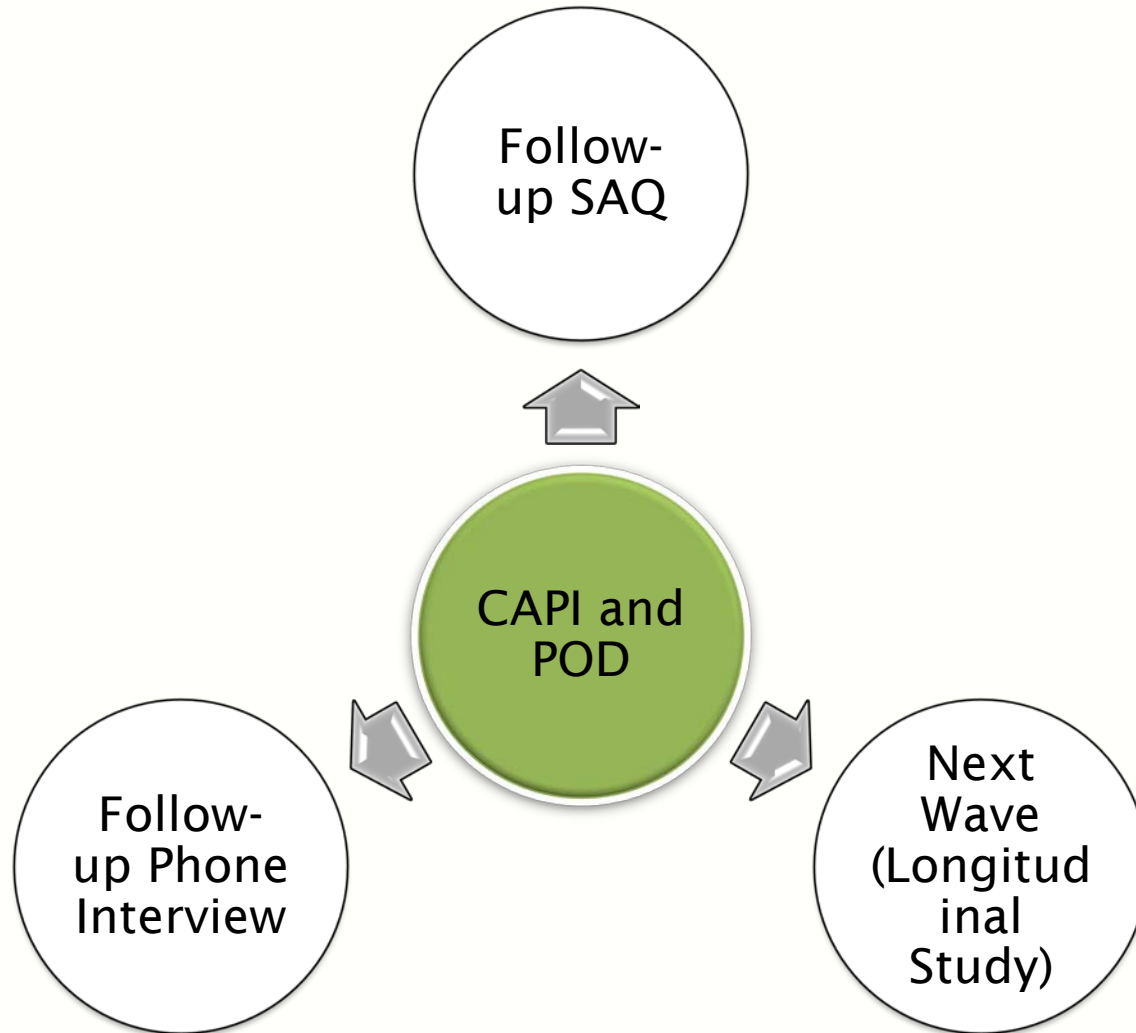 Follow-
up SAQ
CAPI and
POD
Follow-
up Phone
Interview
Next
Wave
(Longitud
inal
Study)